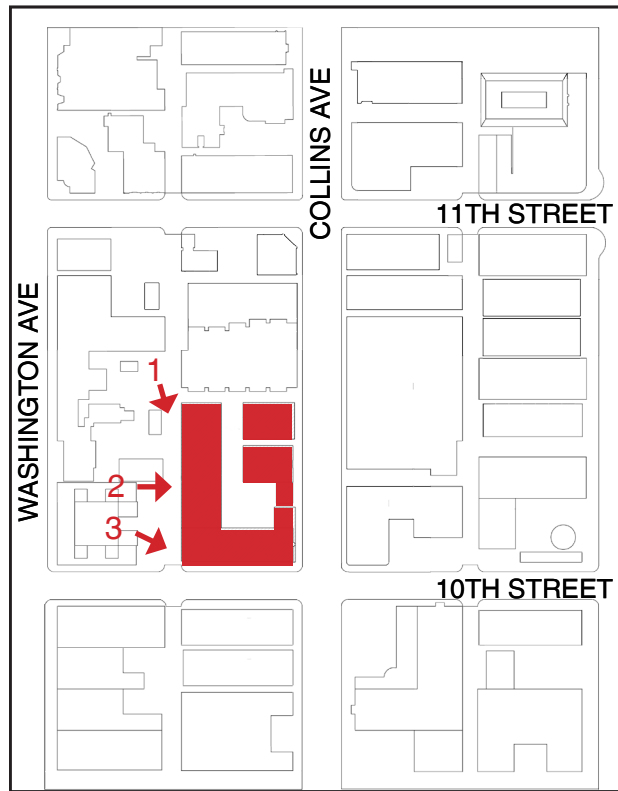 COLLINS AVE
11TH STREET
WASHINGTON AVE
1
2
3
10TH STREET